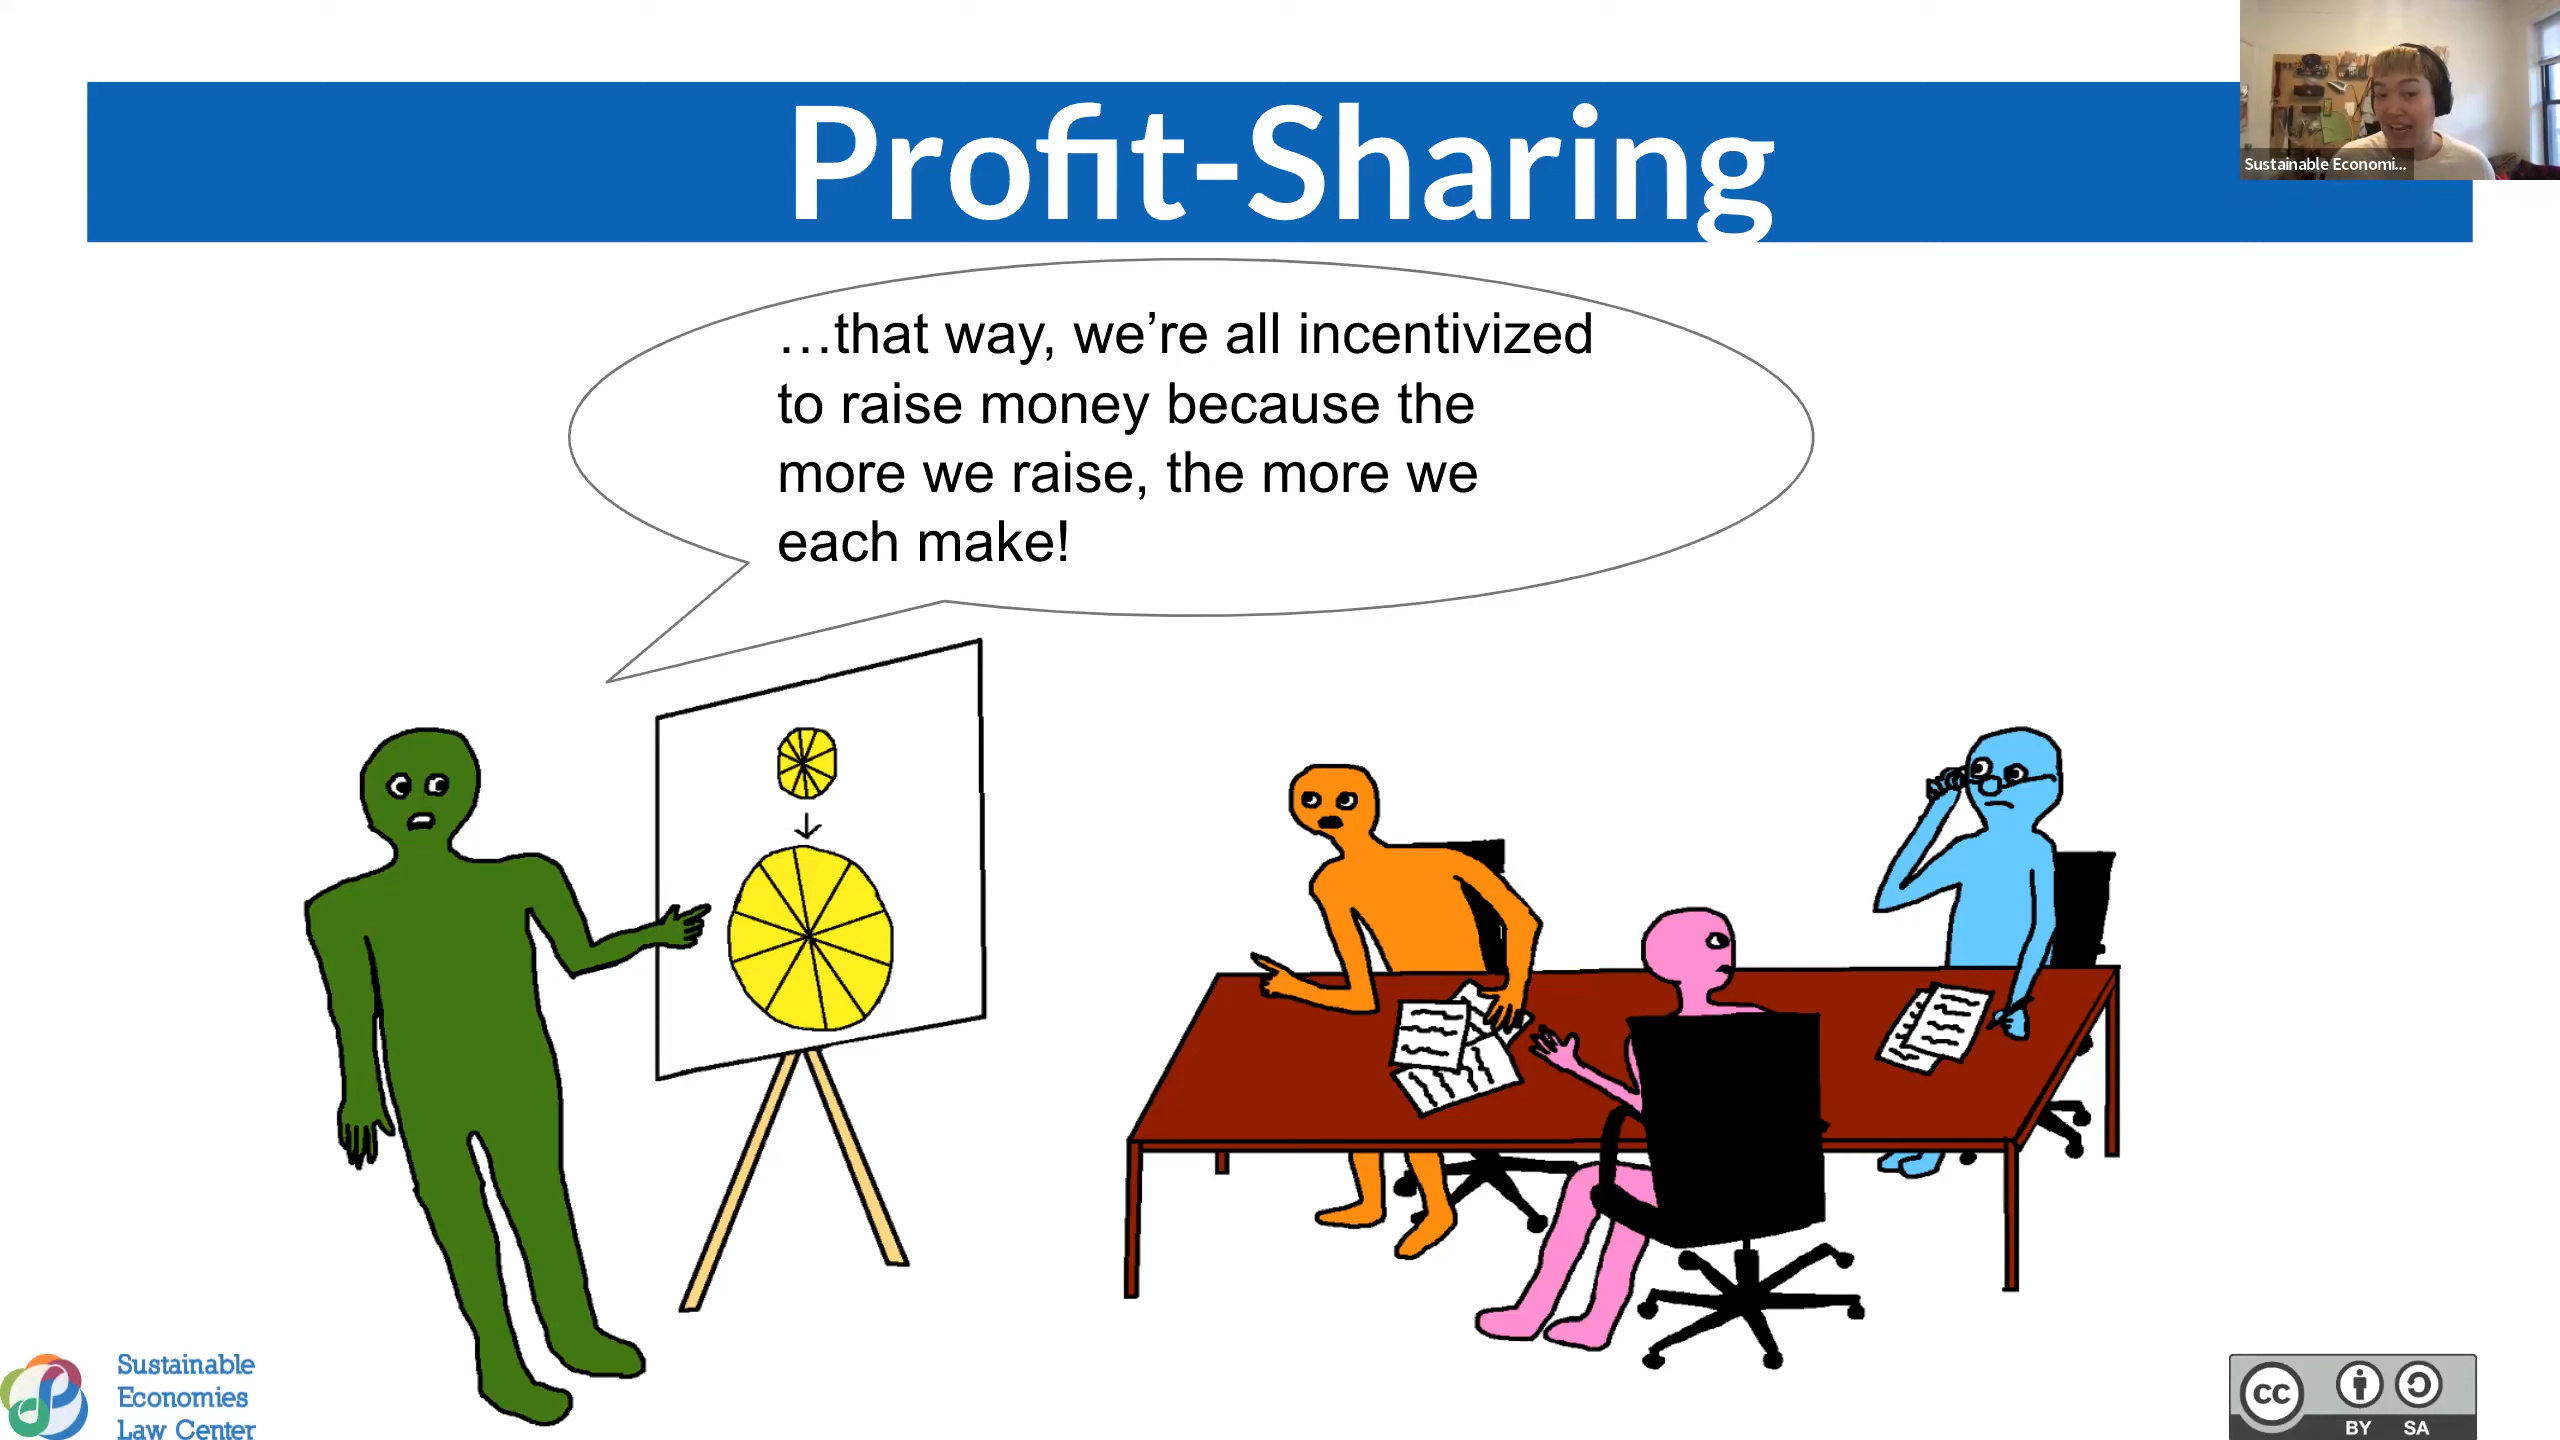 Profit-Sharing
Sustainable Economi...
…that way, we’re all incentivized
to raise money because the
more we raise, the more we
each make!
Sustainable
Economies
Law Center
cc
BY SA